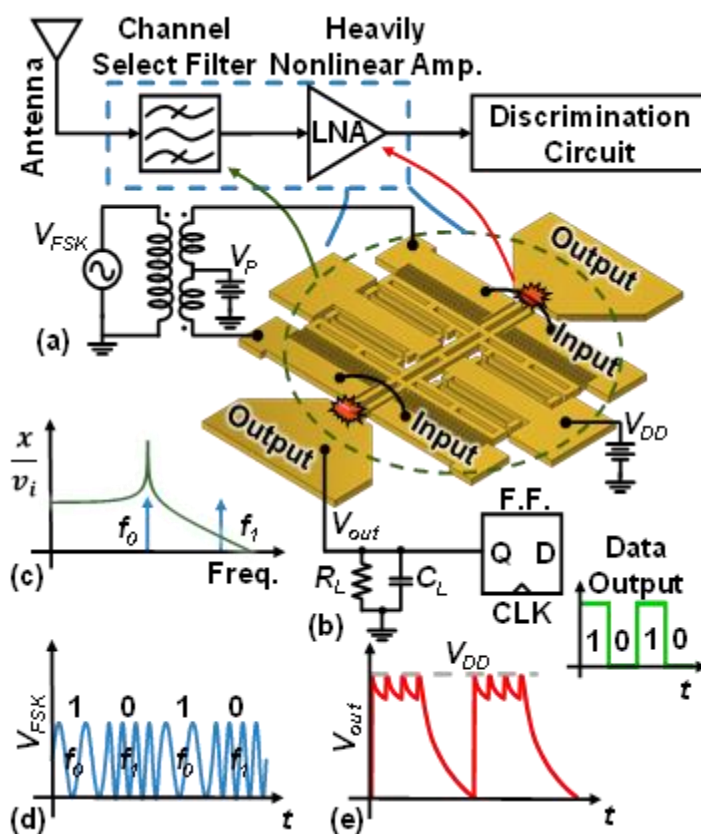 Channel
Select Filter
Heavily
Nonlinear Amp.
Antenna
LNA
Discrimination
Circuit
V_FSK
V_P
(a)
Output
Input
Output
Input
V_DD
x
v_i
f_0
f_1
Freq.
(c)
V_out
R_L
C_L
(b)
F.F.
Q D
CLK
Data
Output
1 0 1 0
t
V_FSK
1 0 1 0
f_0 f_1 f_0 f_1
t
(d)
V_out
V_DD
t
(e)